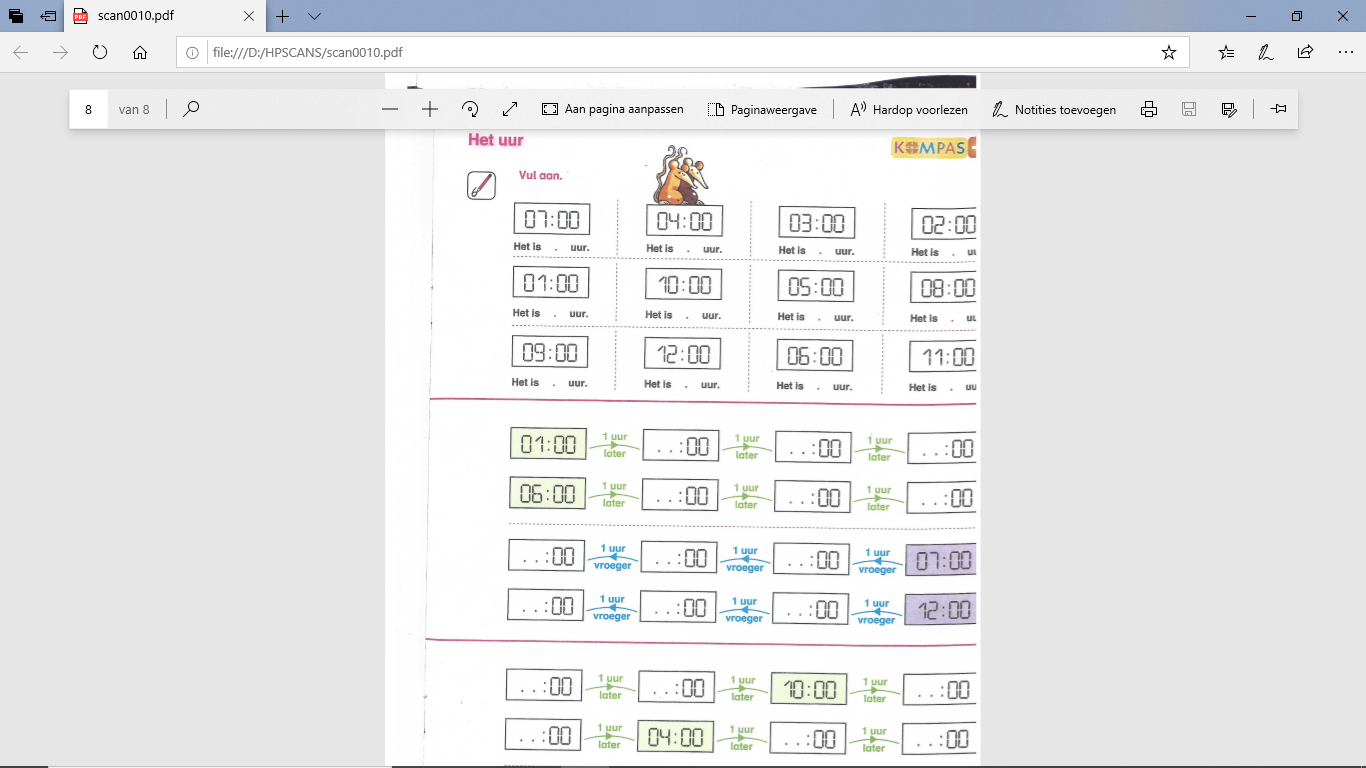 scan0010.pdf
file:///D:/HPSCANS/scan0010.pdf
8 van 8 Aan pagina aanpassen Paginaweergave Hardop voorlezen Notities toevoegen
Het uur
KOMPAS
Vul aan.
07:00 04:00 03:00 02:00
Het is . uur. Het is . uur. Het is . uur. Het is . uu
01:00 10:00 05:00 08:00
Het is . uur. Het is . uur. Het is . uur. Het is . uu
09:00 12:00 06:00 11:00
Het is . uur. Het is . uur. Het is . uur. Het is . uu
01:00 1 uur later ..:00 1 uur later ..:00 1 uur later ..:00
06:00 1 uur later ..:00 1 uur later ..:00 1 uur later ..:00
..:00 1 uur vroeger ..:00 1 uur vroeger ..:00 1 uur vroeger 07:00
..:00 1 uur vroeger ..:00 1 uur vroeger ..:00 1 uur vroeger 12:00
..:00 1 uur later ..:00 1 uur later 10:00 1 uur later ..:00
..:00 1 uur later 04:00 1 uur later ..:00 1 uur later ..:00